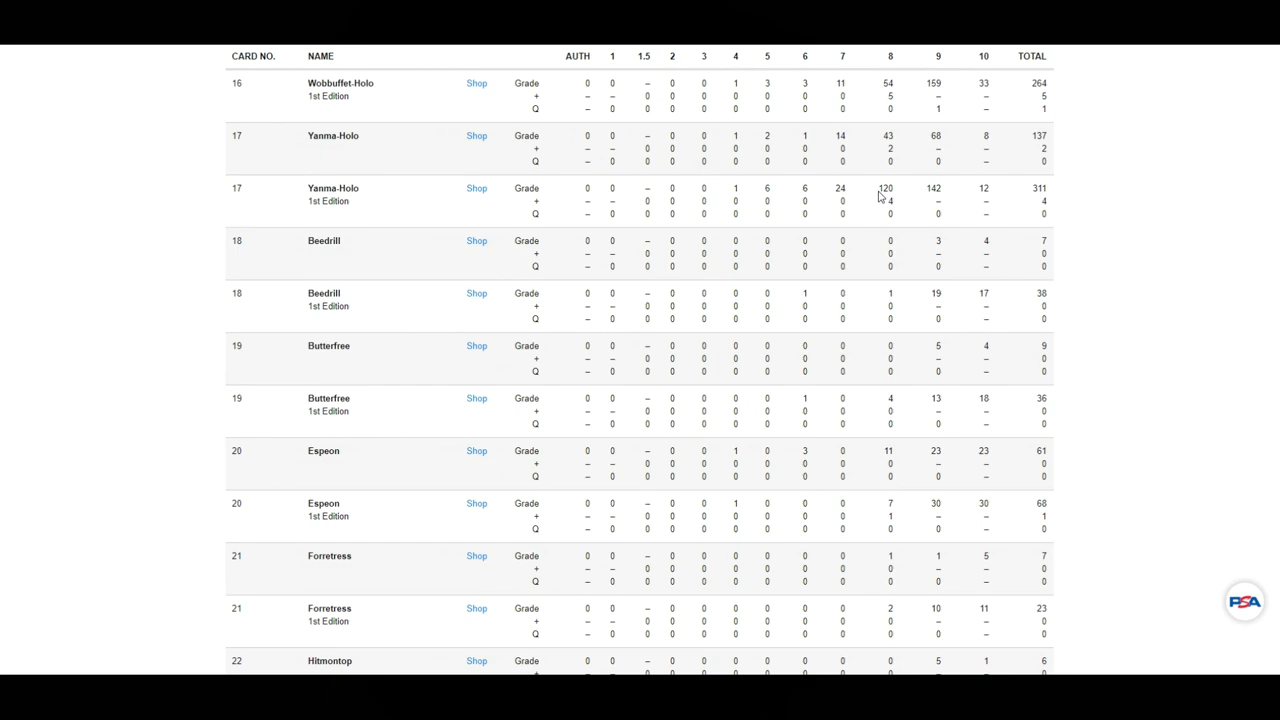 CARD NO. NAME AUTH 1 1.5 2 3 4 5 6 7 8 9 10 TOTAL
16 Wobbuffet-Holo Shop Grade 0 0 – 0 0 1 3 3 11 54 159 33 264
1st Edition + – – 0 0 0 0 0 0 0 5 – – 5
Q – 0 0 0 0 0 0 0 0 0 1 – 1
17 Yanma-Holo Shop Grade 0 0 – 0 0 1 2 1 14 43 68 8 137
+ – – 0 0 0 0 0 0 0 2 – – 2
Q – 0 0 0 0 0 0 0 0 0 0 – 0
17 Yanma-Holo Shop Grade 0 0 – 0 0 1 6 6 24 120 142 12 311
1st Edition + – – 0 0 0 0 0 0 0 4 – – 4
Q – 0 0 0 0 0 0 0 0 0 0 – 0
18 Beedrill Shop Grade 0 0 – 0 0 0 0 0 0 0 3 4 7
+ – – 0 0 0 0 0 0 0 0 – – 0
Q – 0 0 0 0 0 0 0 0 0 0 – 0
18 Beedrill Shop Grade 0 0 – 0 0 0 0 1 0 1 19 17 38
1st Edition + – – 0 0 0 0 0 0 0 0 – – 0
Q – 0 0 0 0 0 0 0 0 0 0 – 0
19 Butterfree Shop Grade 0 0 – 0 0 0 0 0 0 0 5 4 9
+ – – 0 0 0 0 0 0 0 0 – – 0
Q – 0 0 0 0 0 0 0 0 0 0 – 0
19 Butterfree Shop Grade 0 0 – 0 0 0 0 1 0 4 13 18 36
1st Edition + – – 0 0 0 0 0 0 0 0 – – 0
Q – 0 0 0 0 0 0 0 0 0 0 – 0
20 Espeon Shop Grade 0 0 – 0 0 1 0 3 0 11 23 23 61
+ – – 0 0 0 0 0 0 0 0 – – 0
Q – 0 0 0 0 0 0 0 0 0 0 – 0
20 Espeon Shop Grade 0 0 – 0 0 1 0 0 0 7 30 30 68
1st Edition + – – 0 0 0 0 0 0 0 1 – – 1
Q – 0 0 0 0 0 0 0 0 0 0 – 0
21 Forretress Shop Grade 0 0 – 0 0 0 0 0 0 1 1 5 7
+ – – 0 0 0 0 0 0 0 0 – – 0
Q – 0 0 0 0 0 0 0 0 0 0 – 0
PSA
21 Forretress Shop Grade 0 0 – 0 0 0 0 0 0 2 10 11 23
1st Edition + – – 0 0 0 0 0 0 0 0 – – 0
Q – 0 0 0 0 0 0 0 0 0 0 – 0
22 Hitmontop Shop Grade 0 0 – 0 0 0 0 0 0 0 5 1 6